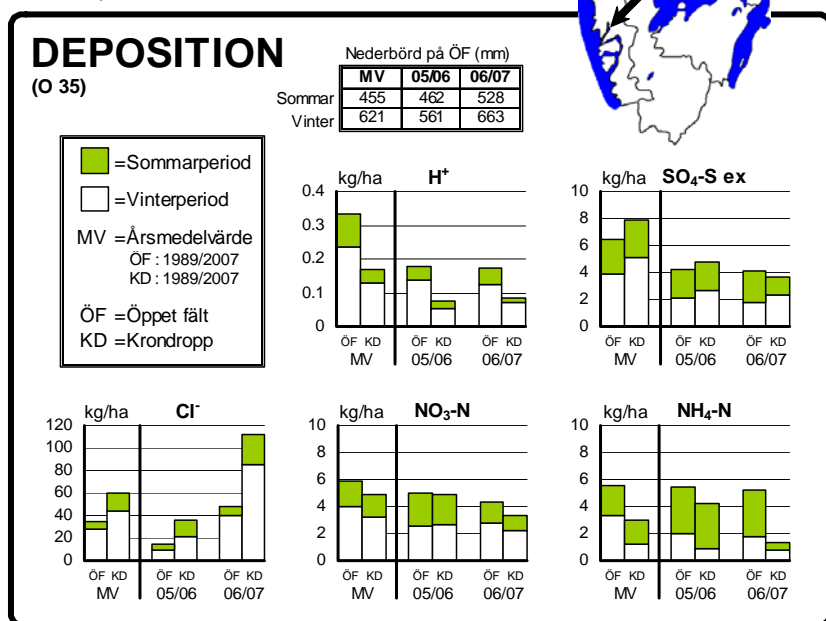 DEPOSITION
(O 35)
Nederbörd på ÖF (mm)
MV 05/06 06/07
Sommar 455 462 528
Vinter 621 561 663
=Sommarperiod
=Vinterperiod
MV =Årsmedelvärde
ÖF : 1989/2007
KD : 1989/2007
ÖF =Öppet fält
KD =Krondropp
kg/ha H⁺
0.4
0.3
0.2
0.1
0
ÖF KD ÖF KD ÖF KD
MV 05/06 06/07
kg/ha SO₄-S ex
10
8
6
4
2
0
ÖF KD ÖF KD ÖF KD
MV 05/06 06/07
kg/ha Cl⁻
120
100
80
60
40
20
0
ÖF KD ÖF KD ÖF KD
MV 05/06 06/07
kg/ha NO₃-N
10
8
6
4
2
0
ÖF KD ÖF KD ÖF KD
MV 05/06 06/07
kg/ha NH₄-N
10
8
6
4
2
0
ÖF KD ÖF KD ÖF KD
MV 05/06 06/07